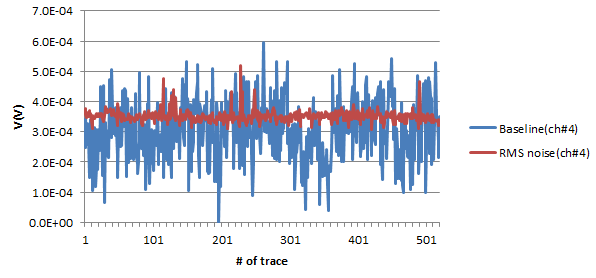 7.0E-04
6.0E-04
5.0E-04
4.0E-04
3.0E-04
2.0E-04
1.0E-04
0.0E+00
V(V)
1 101 201 301 401 501
# of trace
Baseline(ch#4)
RMS noise(ch#4)